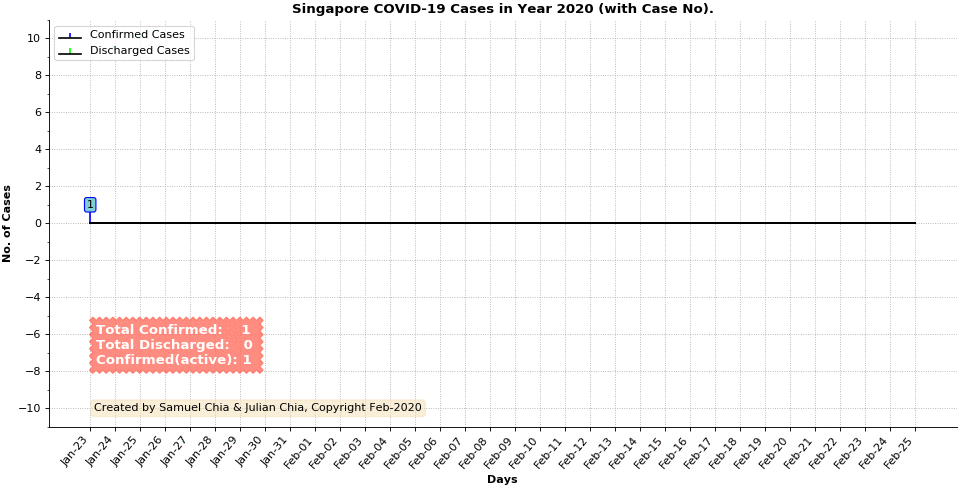 Singapore COVID-19 Cases in Year 2020 (with Case No).
Confirmed Cases
Discharged Cases
No. of Cases
10
8
6
4
2
0
−2
−4
−6
−8
−10
1
Total Confirmed: 1
Total Discharged: 0
Confirmed(active): 1
Created by Samuel Chia & Julian Chia, Copyright Feb-2020
Jan-23
Jan-24
Jan-25
Jan-26
Jan-27
Jan-28
Jan-29
Jan-30
Jan-31
Feb-01
Feb-02
Feb-03
Feb-04
Feb-05
Feb-06
Feb-07
Feb-08
Feb-09
Feb-10
Feb-11
Feb-12
Feb-13
Feb-14
Feb-15
Feb-16
Feb-17
Feb-18
Feb-19
Feb-20
Feb-21
Feb-22
Feb-23
Feb-24
Feb-25
Days